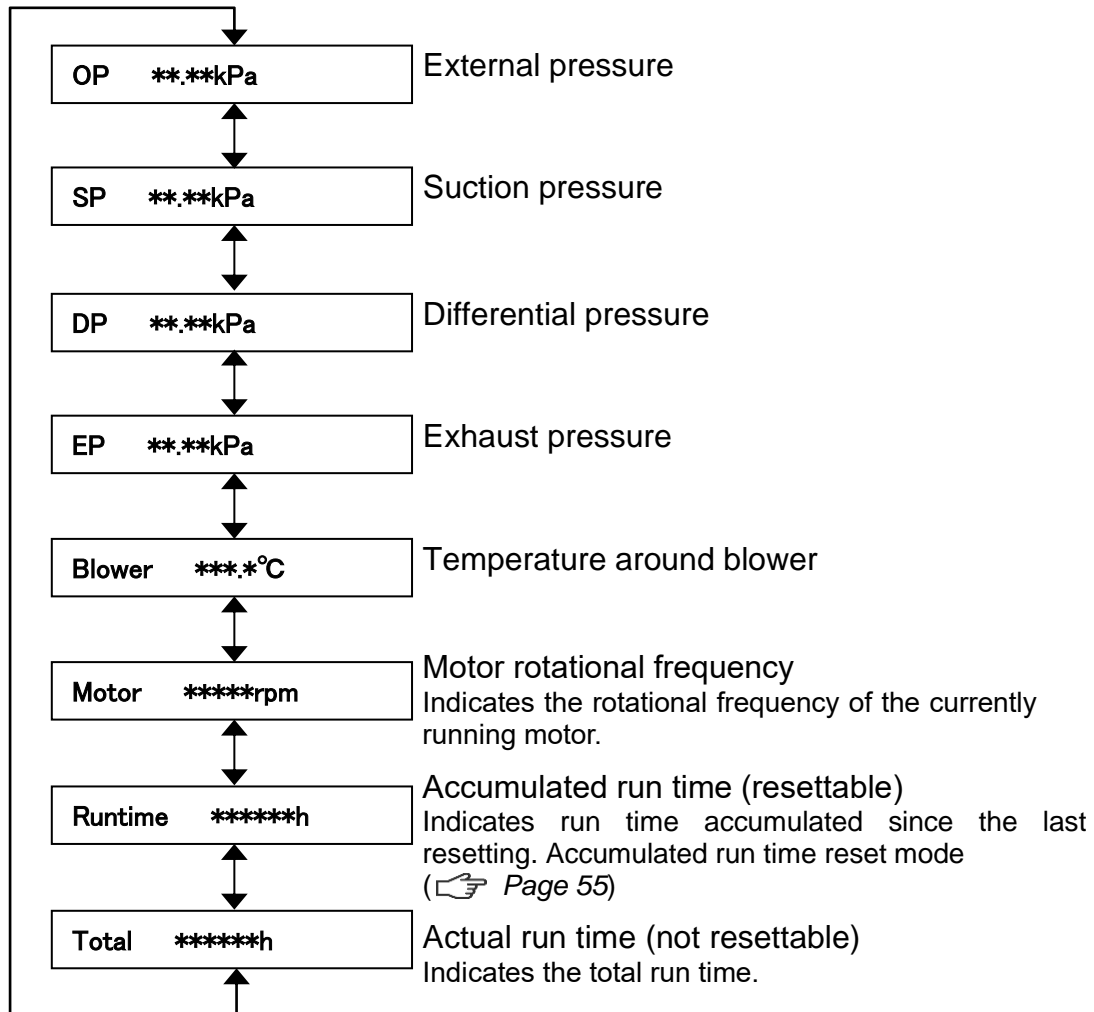 OP **.**kPa
External pressure
SP **.**kPa
Suction pressure
DP **.**kPa
Differential pressure
EP **.**kPa
Exhaust pressure
Blower ***.*℃
Temperature around blower
Motor *****rpm
Motor rotational frequency
Indicates the rotational frequency of the currently
running motor.
Runtime ******h
Accumulated run time (resettable)
Indicates run time accumulated since the last
resetting. Accumulated run time reset mode
(☞ Page 55)
Total ******h
Actual run time (not resettable)
Indicates the total run time.